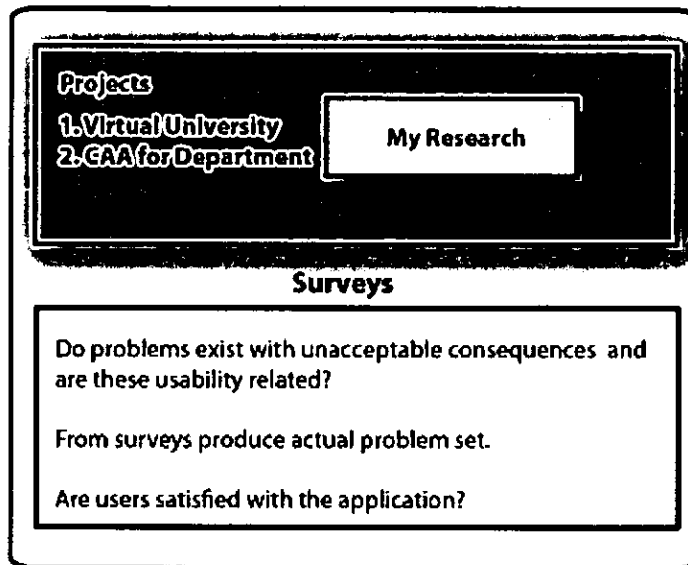 Projects
1. Virtual University
2. CAA for Department
My Research
Surveys
Do problems exist with unacceptable consequences and
are these usability related?
From surveys produce actual problem set.
Are users satisfied with the application?